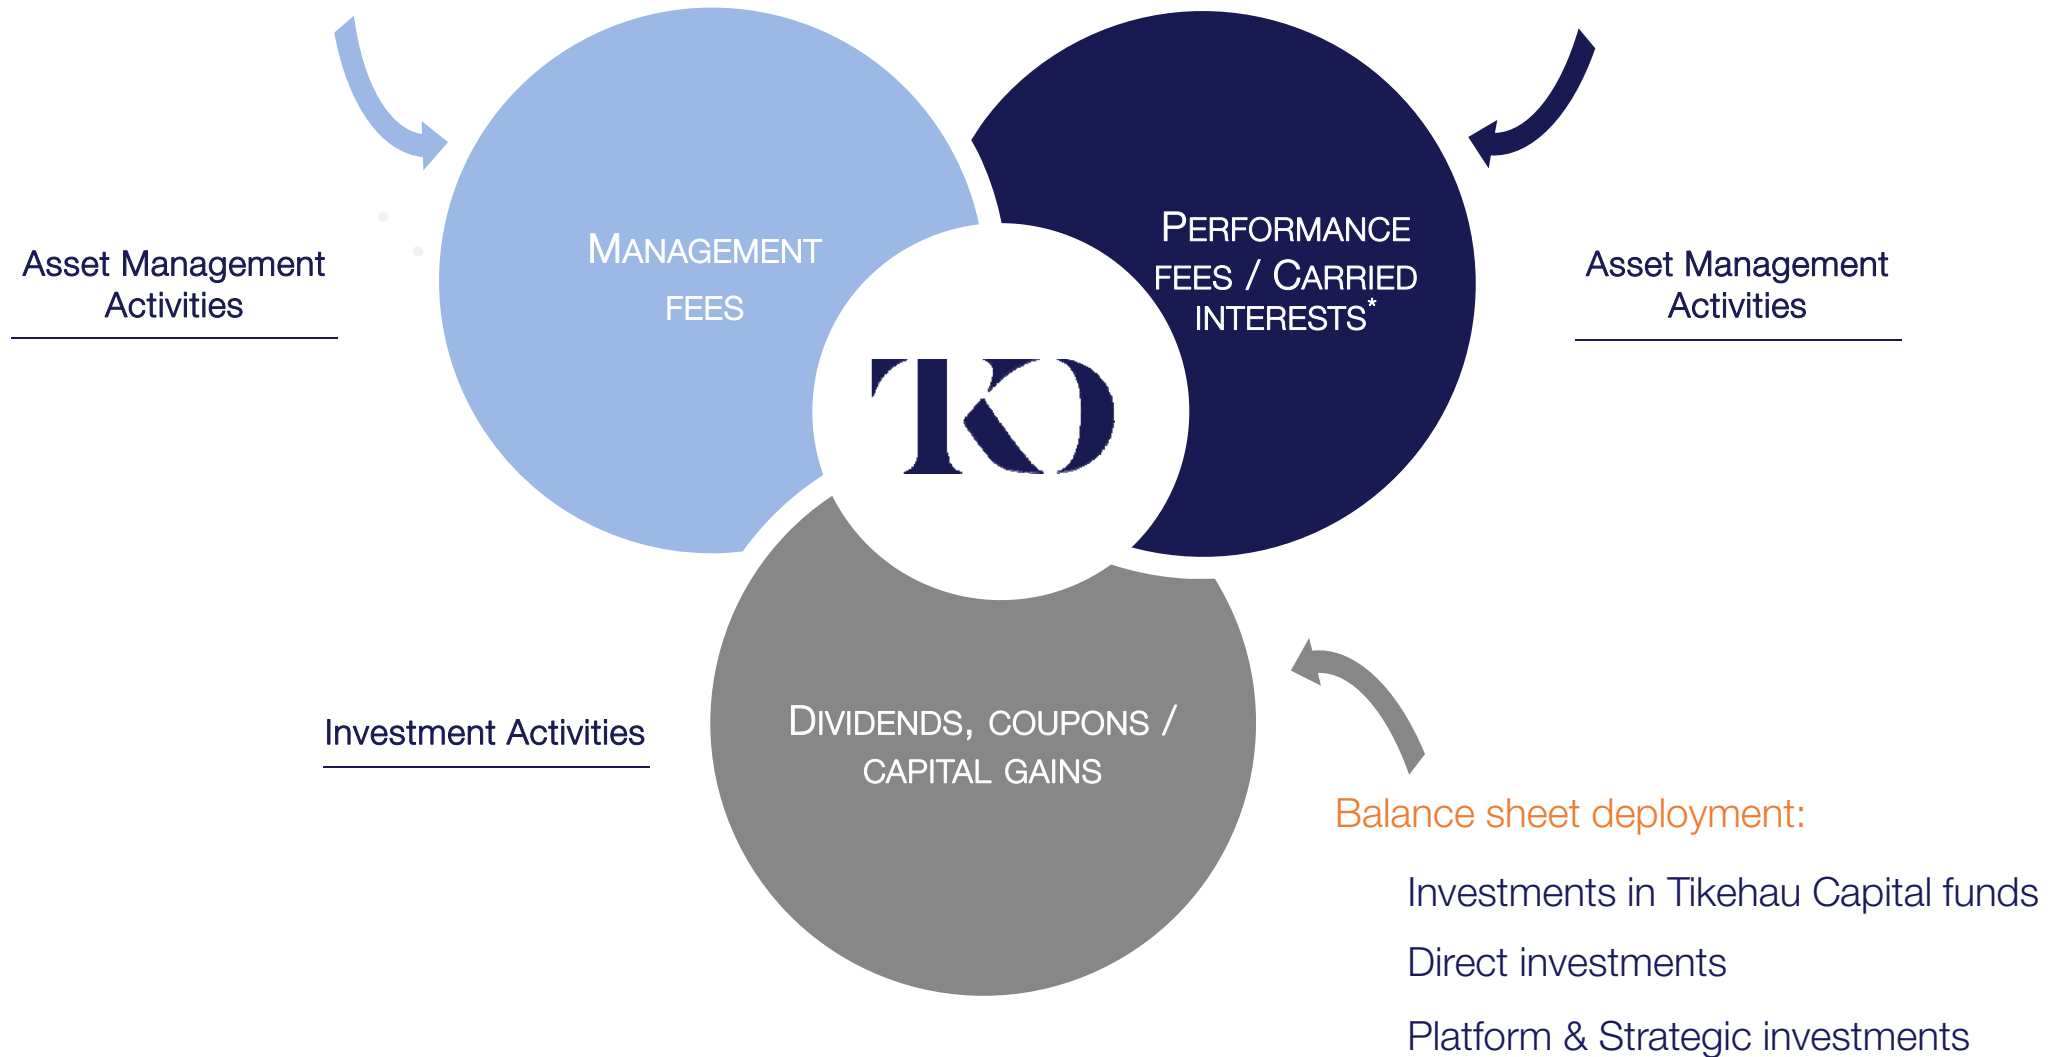 Asset Management
Activities
MANAGEMENT
FEES
PERFORMANCE
FEES / CARRIED
INTERESTS*
Asset Management
Activities
TKO
Investment Activities
DIVIDENDS, COUPONS /
CAPITAL GAINS
Balance sheet deployment:
Investments in Tikehau Capital funds
Direct investments
Platform & Strategic investments